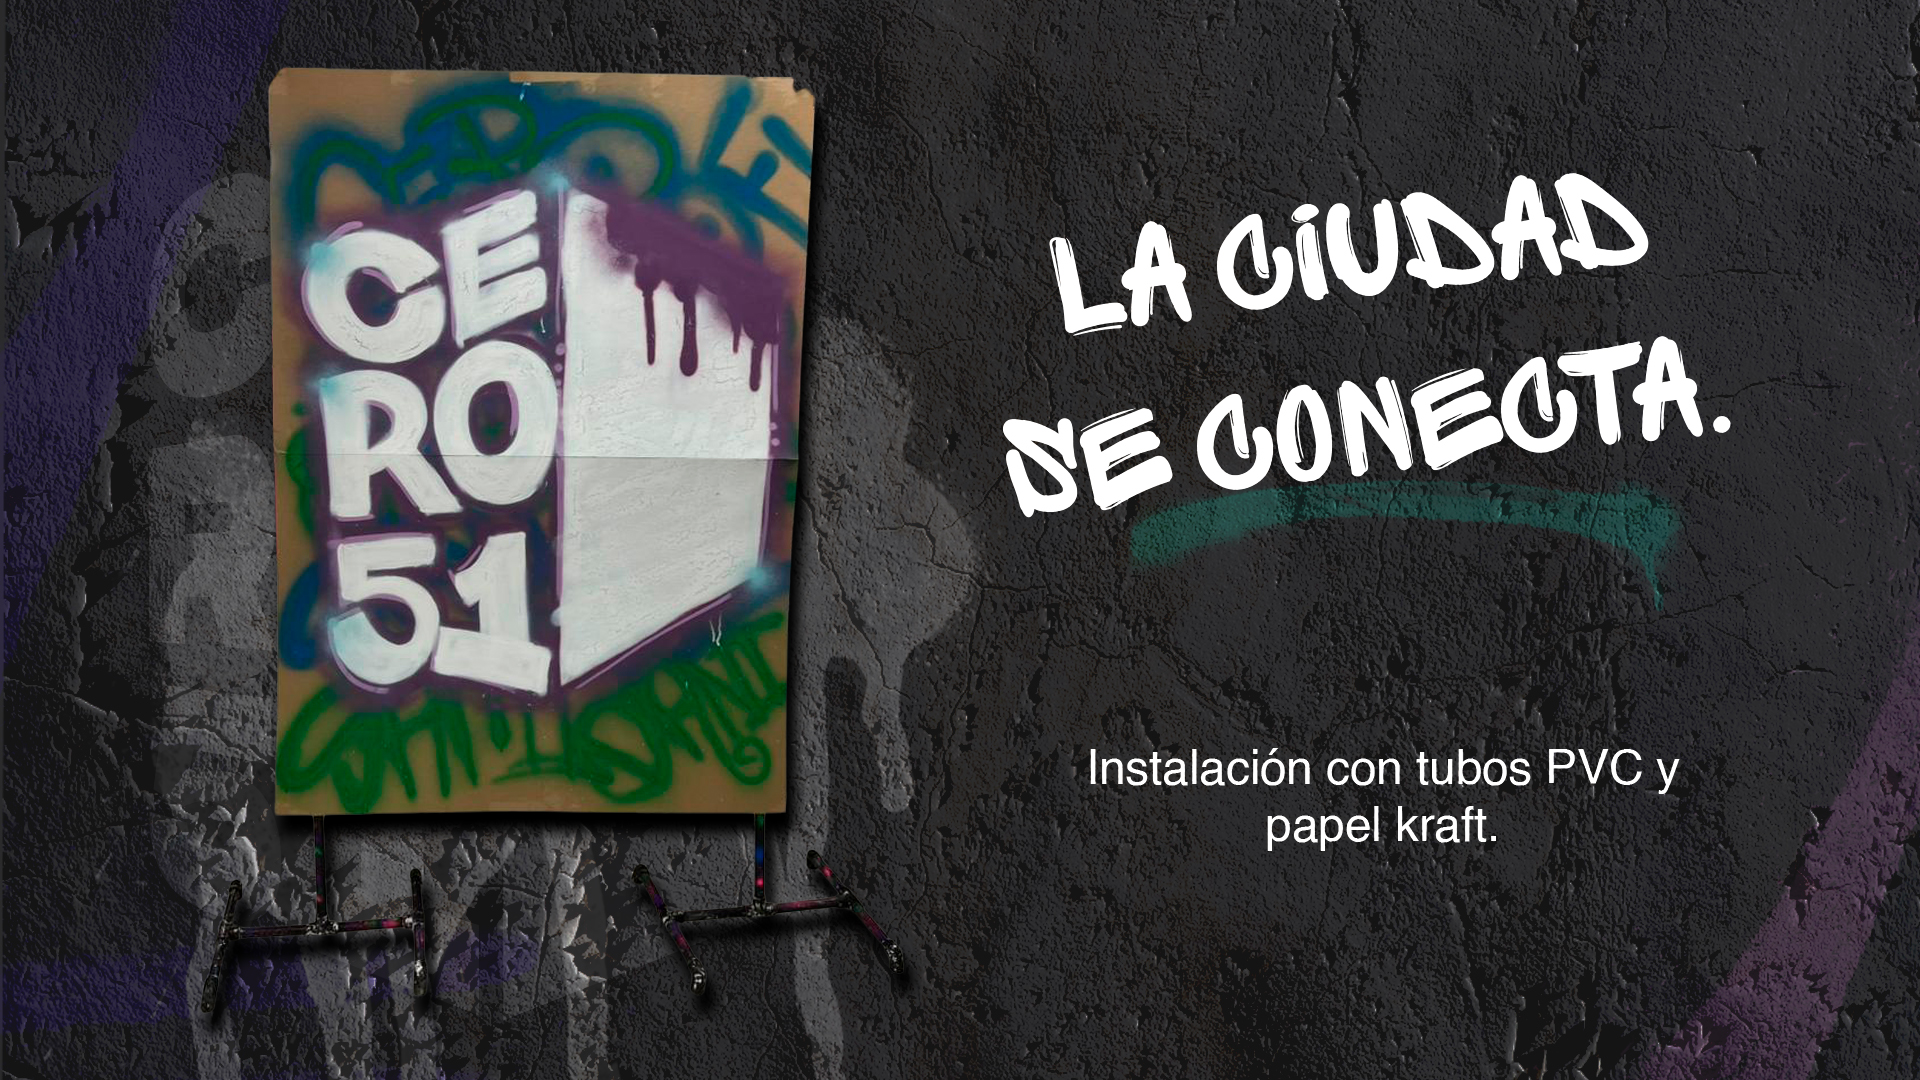 CE
RO
51
LA CiUDAD
SE CONECTA.
Instalación con tubos PVC y
papel kraft.